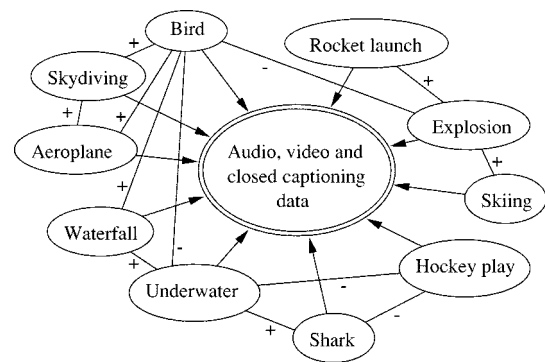 Bird
Rocket launch
+
Skydiving
-
+
+
+
Explosion
Aeroplane
Audio, video and
closed captioning
data
+
+
Skiing
Waterfall
-
+
Hockey play
Underwater
-
-
+
Shark